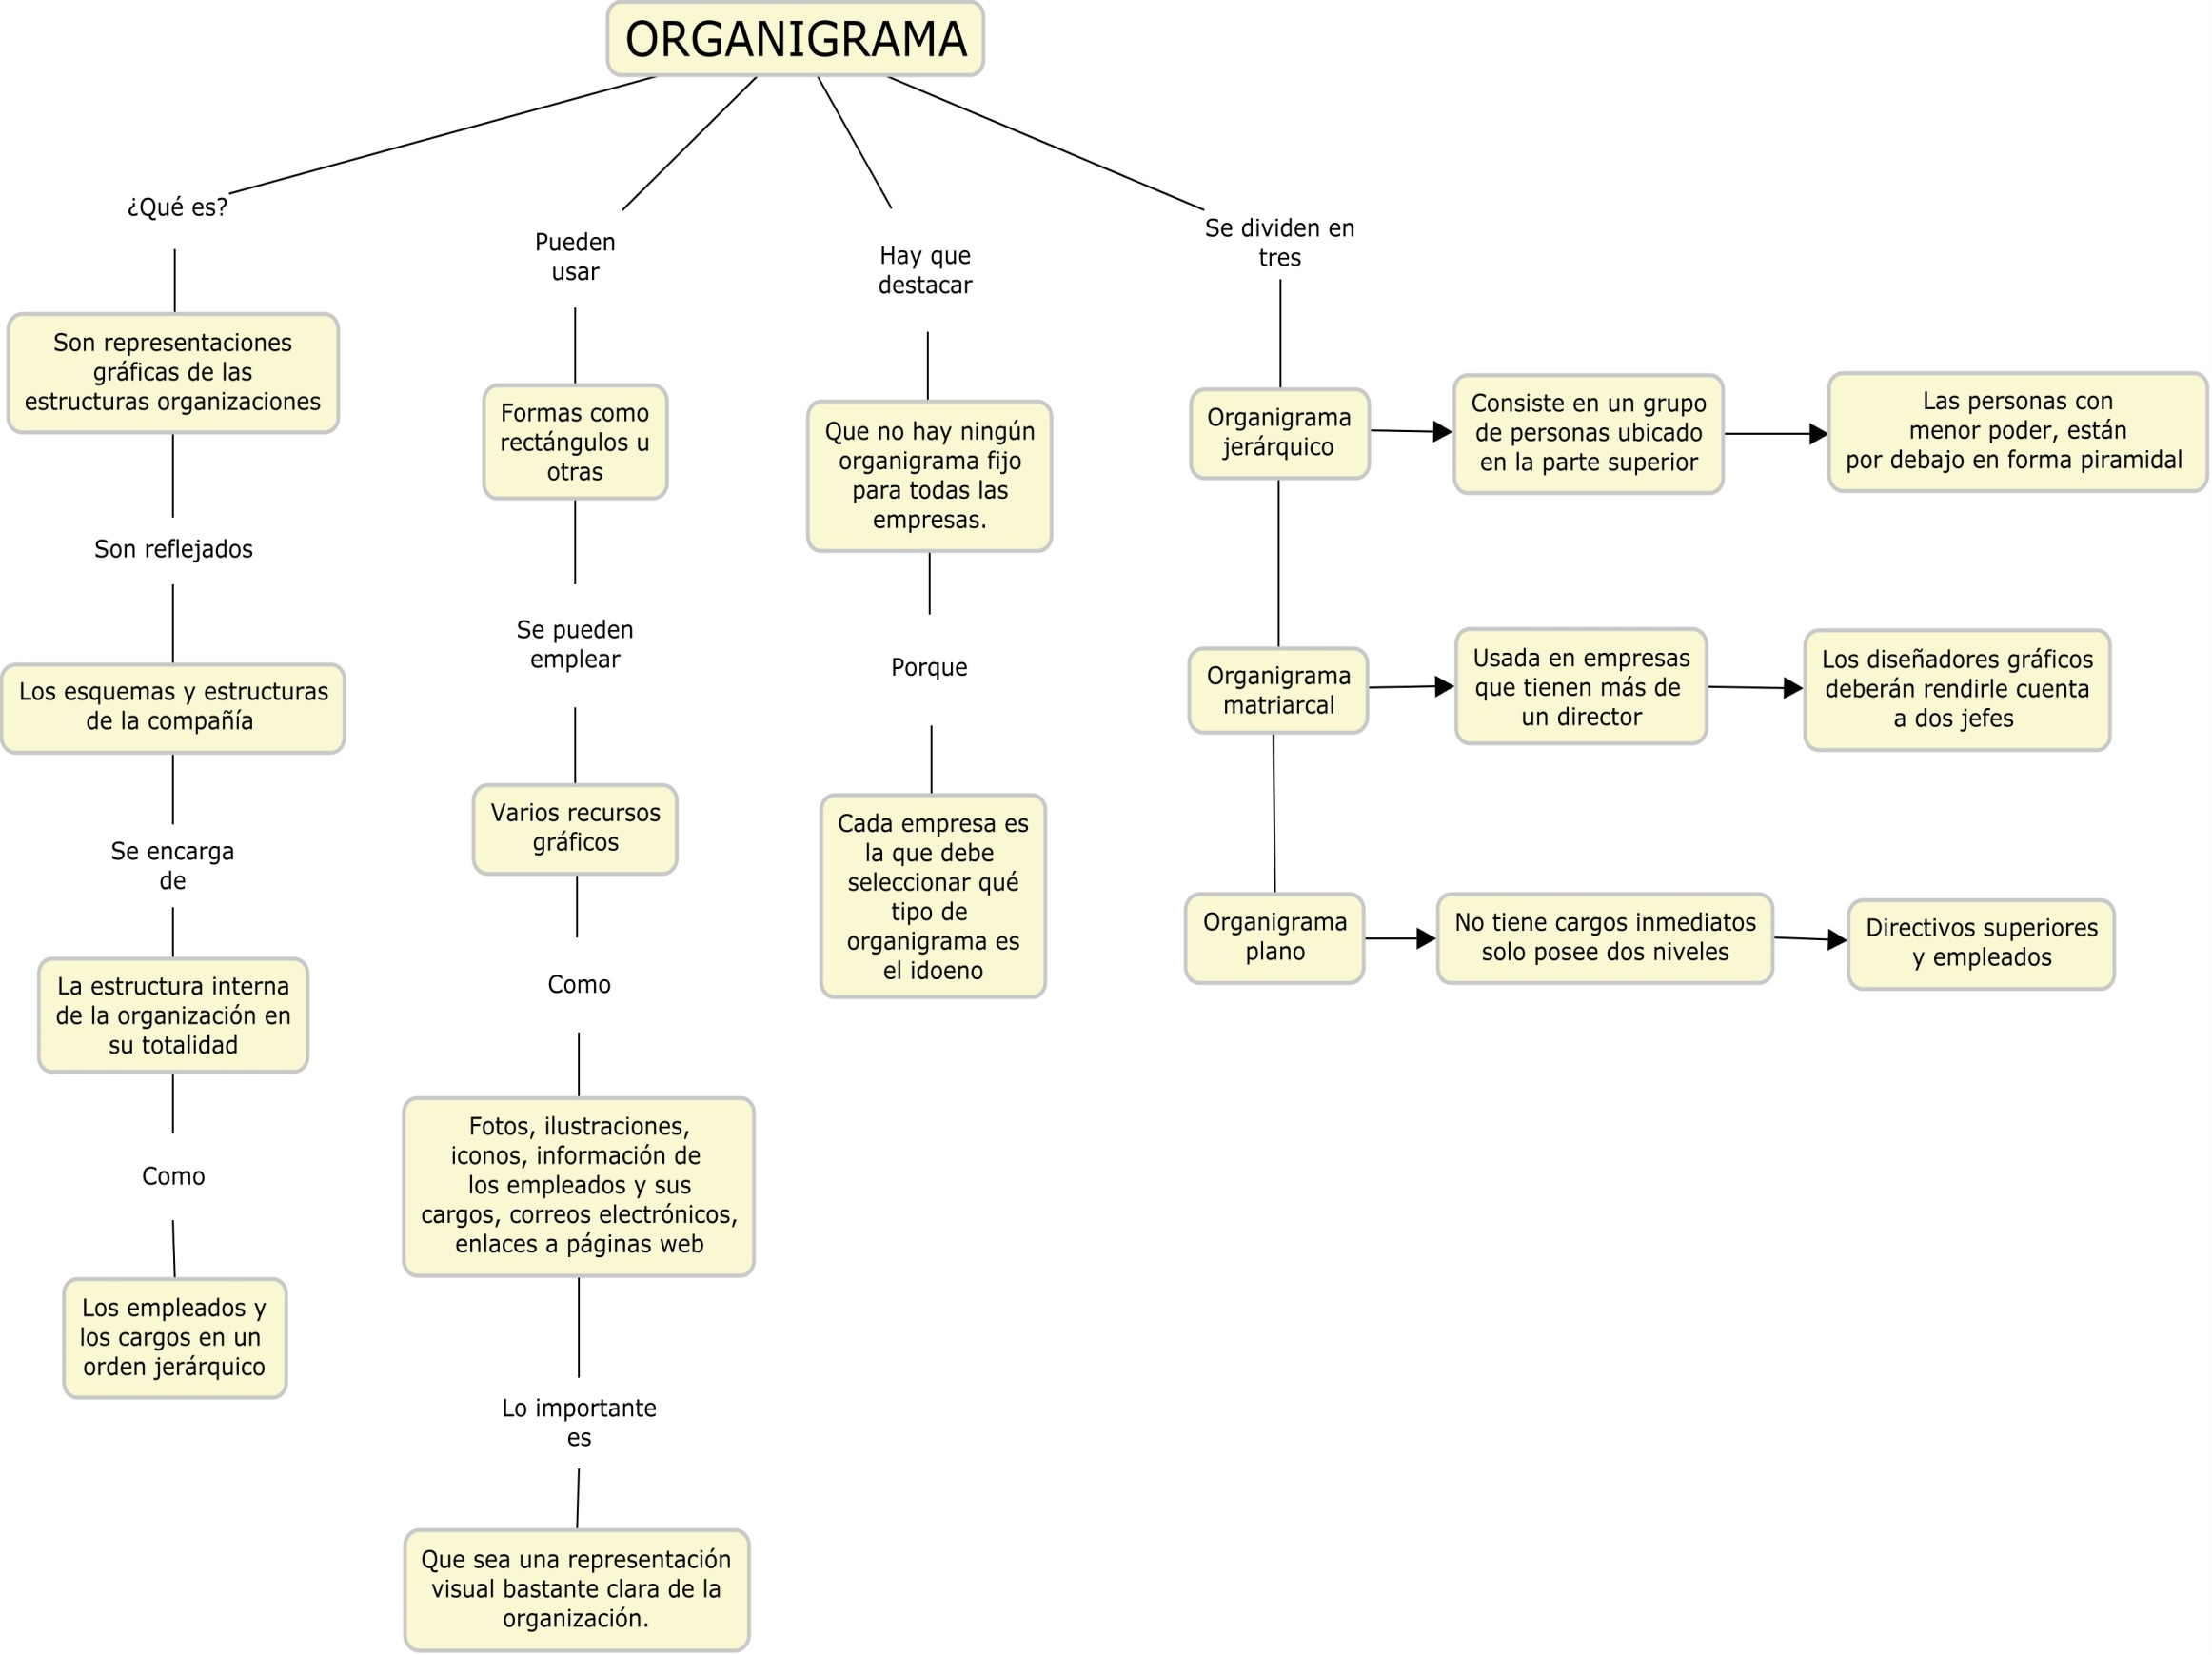 ORGANIGRAMA
¿Qué es?
Son representaciones
gráficas de las
estructuras organizaciones
Son reflejados
Los esquemas y estructuras
de la compañía
Se encarga
de
La estructura interna
de la organización en
su totalidad
Como
Los empleados y
los cargos en un
orden jerárquico
Pueden
usar
Formas como
rectángulos u
otras
Se pueden
emplear
Varios recursos
gráficos
Como
Fotos, ilustraciones,
iconos, información de
los empleados y sus
cargos, correos electrónicos,
enlaces a páginas web
Lo importante
es
Que sea una representación
visual bastante clara de la
organización.
Hay que
destacar
Que no hay ningún
organigrama fijo
para todas las
empresas.
Porque
Cada empresa es
la que debe
seleccionar qué
tipo de
organigrama es
el idoeno
Se dividen en
tres
Organigrama
jerárquico
Consiste en un grupo
de personas ubicado
en la parte superior
Las personas con
menor poder, están
por debajo en forma piramidal
Organigrama
matriarcal
Usada en empresas
que tienen más de
un director
Los diseñadores gráficos
deberán rendirle cuenta
a dos jefes
Organigrama
plano
No tiene cargos inmediatos
solo posee dos niveles
Directivos superiores
y empleados